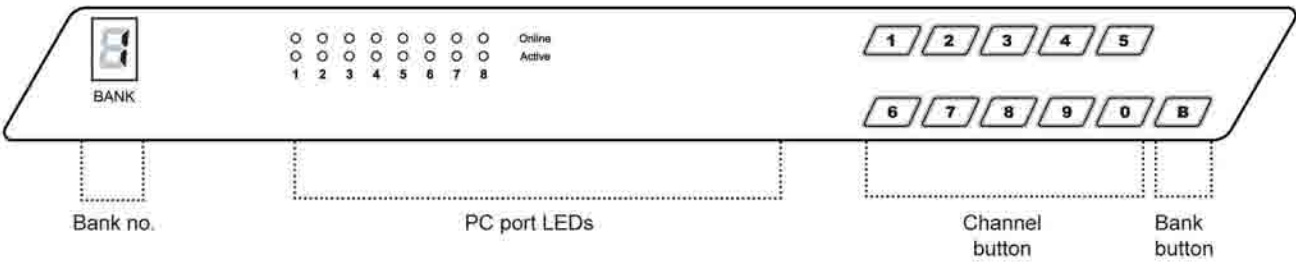 1
BANK
Online
Active
1 2 3 4 5 6 7 8
1 2 3 4 5
6 7 8 9 0 B
Bank no.
PC port LEDs
Channel
button
Bank
button